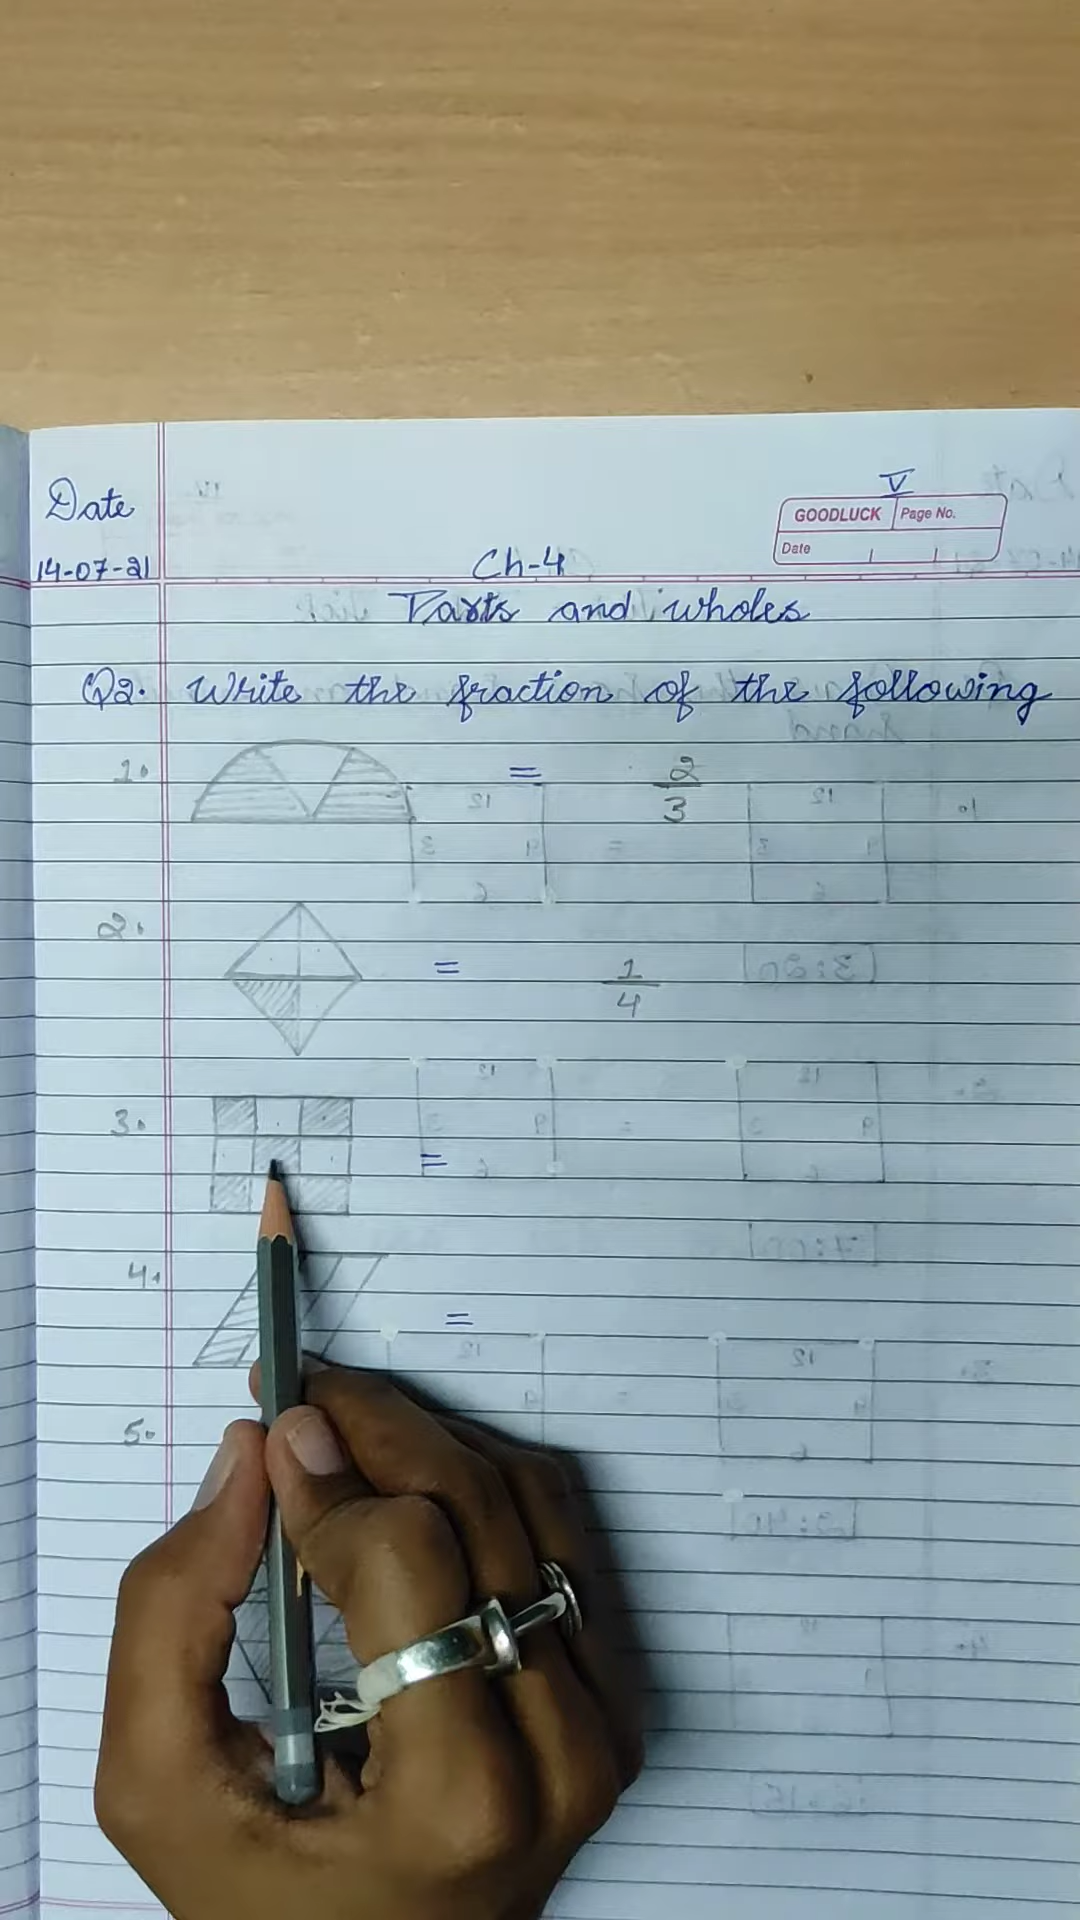 Date
14-07-21
V
GOODLUCK Page No.
Date
Ch-4
Parts and wholes
Q2. Write the fraction of the following
1. = 2/3
2. = 1/4
3. =
4. =
5.